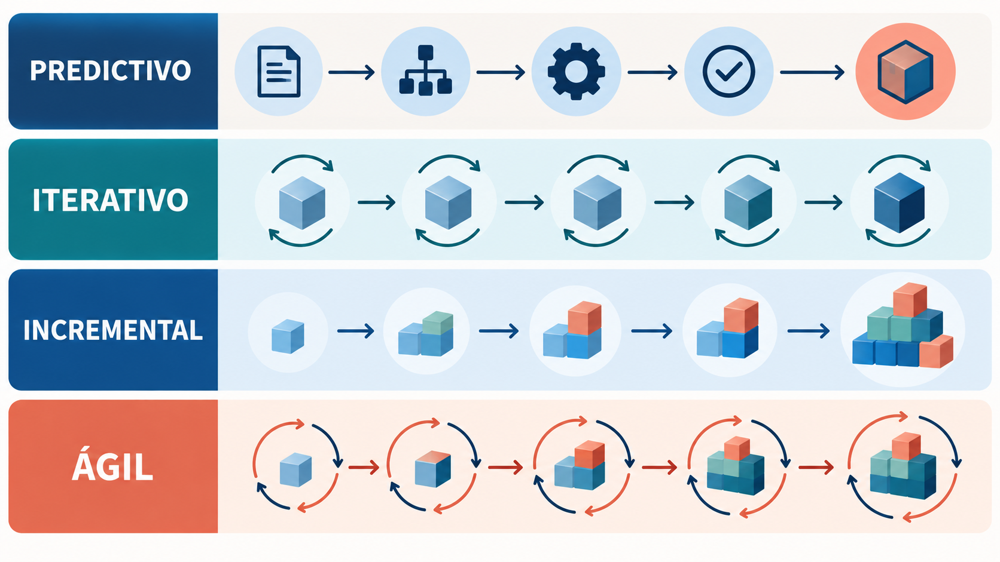 PREDICTIVO
ITERATIVO
INCREMENTAL
ÁGIL